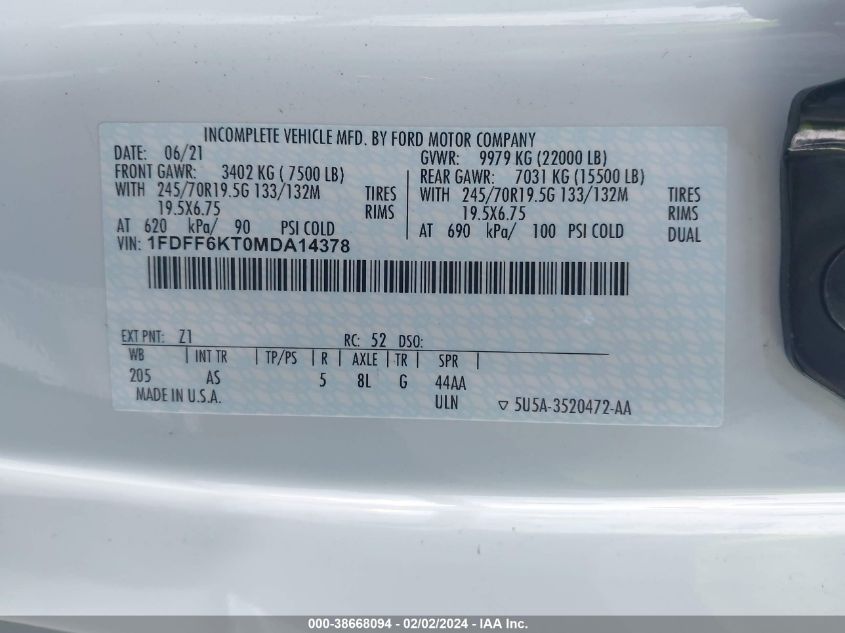 INCOMPLETE VEHICLE MFD. BY FORD MOTOR COMPANY
DATE: 06/21 GVWR: 9979 KG (22000 LB)
FRONT GAWR: 3402 KG ( 7500 LB) REAR GAWR: 7031 KG (15500 LB)
WITH 245/70R19.5G 133/132M TIRES WITH 245/70R19.5G 133/132M TIRES
19.5X6.75 RIMS 19.5X6.75 RIMS
AT 620 kPa/ 90 PSI COLD AT 690 kPa/ 100 PSI COLD DUAL
VIN: 1FDFF6KT0MDA14378
EXT PNT: Z1 RC: 52 DSO:
WB INT TR TP/PS R AXLE TR SPR
205 AS 5 8L G 44AA
MADE IN U.S.A. ULN ▽ 5U5A-3520472-AA
000-38668094 - 02/02/2024 - IAA Inc.